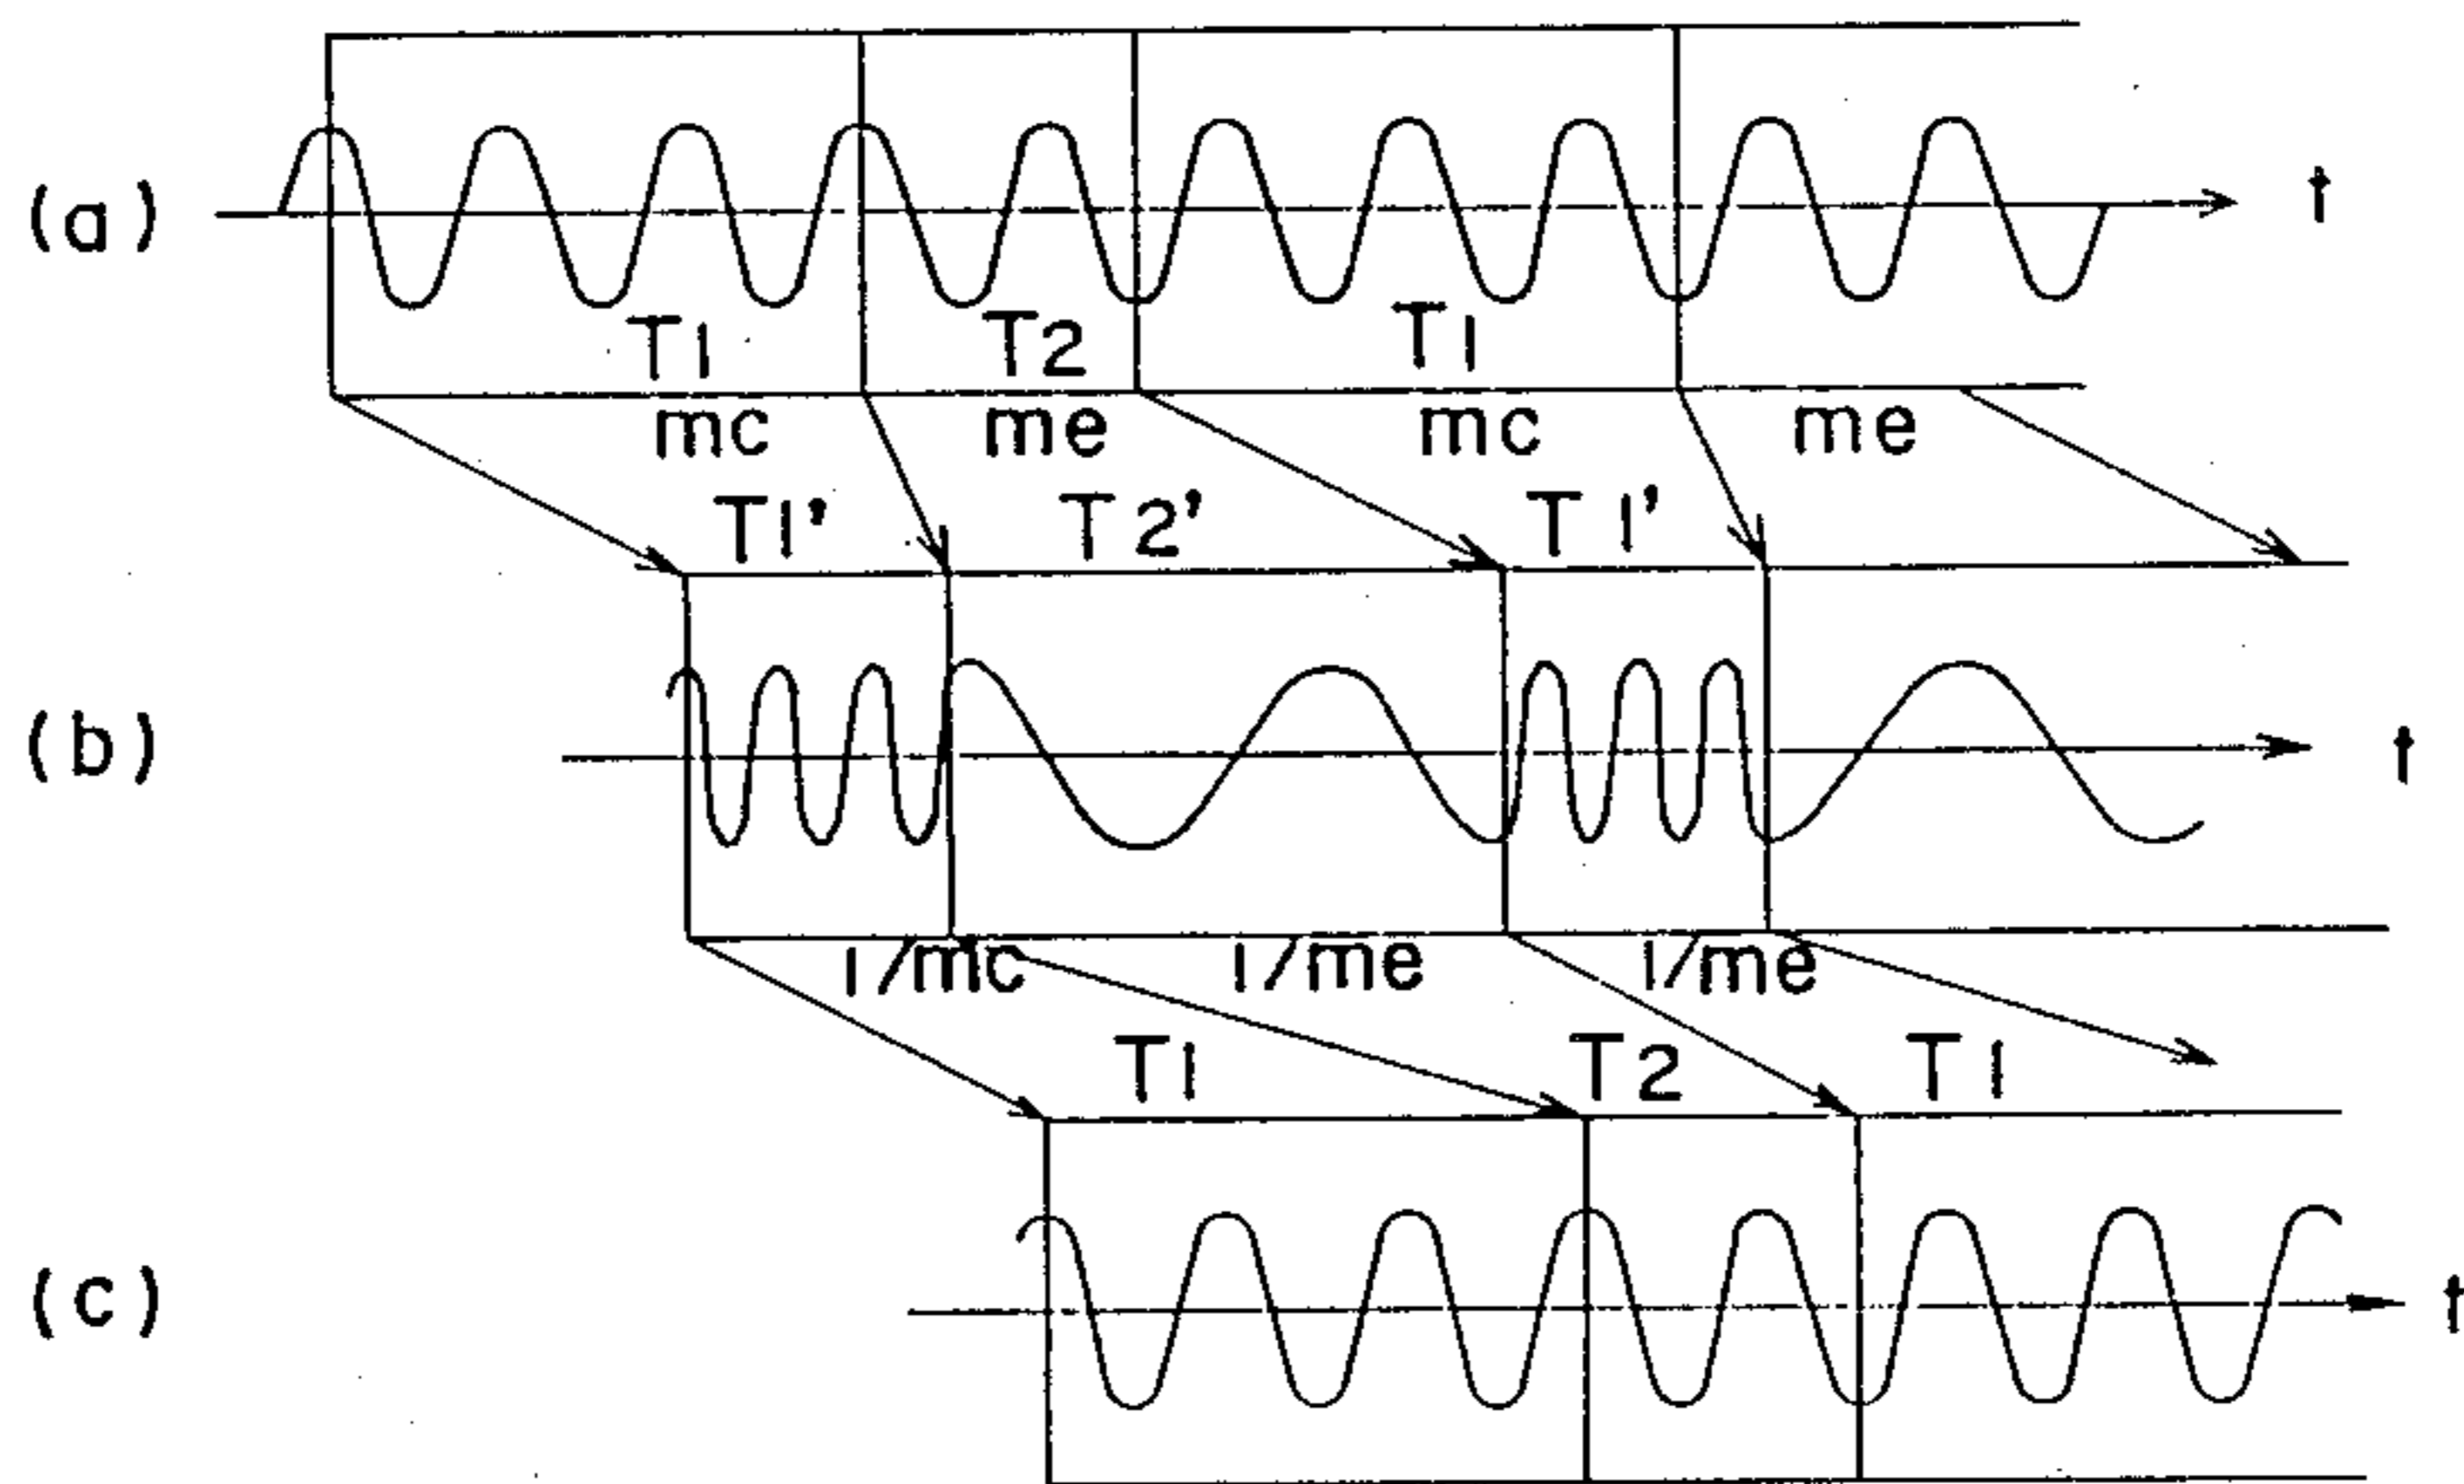 (a) t
T1 T2 T1
mc me mc me
T1' T2' T1'
(b) t
1/mc 1/me 1/me
T1 T2 T1
(c) t